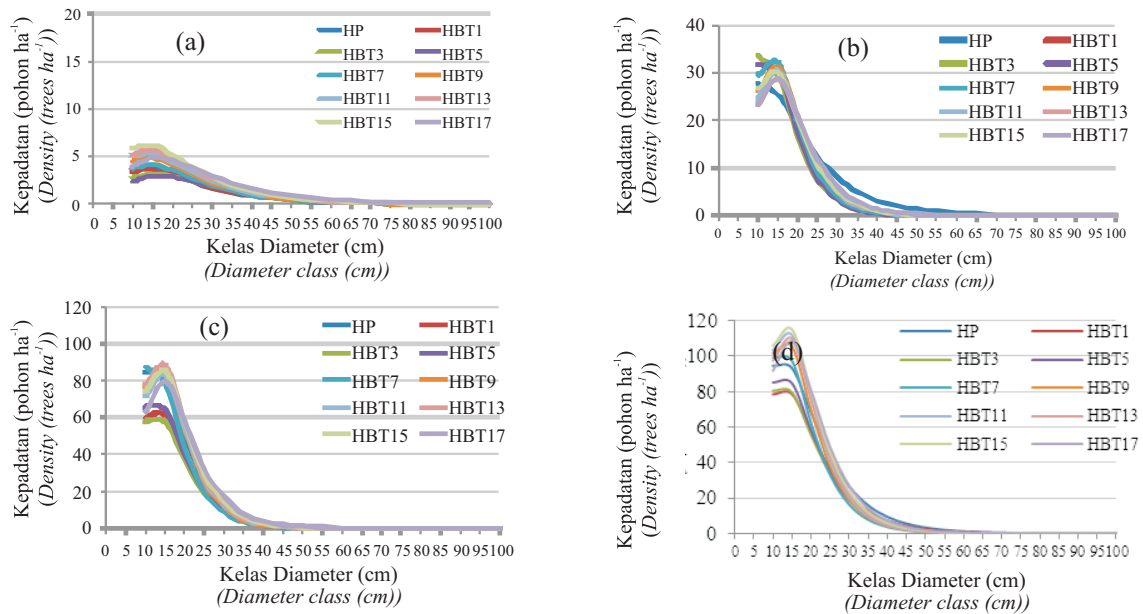 (a)
HP HBT1
HBT3 HBT5
HBT7 HBT9
HBT11 HBT13
HBT15 HBT17
20
15
10
5
0
0 5 10 15 20 25 30 35 40 45 50 55 60 65 70 75 80 85 90 95 100
Kepadatan (pohon ha-1)
(Density (trees ha-1))
Kelas Diameter (cm)
(Diameter class (cm))
(b)
HP HBT1
HBT3 HBT5
HBT7 HBT9
HBT11 HBT13
HBT15 HBT17
40
30
20
10
0
0 5 10 15 20 25 30 35 40 45 50 55 60 65 70 75 80 85 90 95 100
Kepadatan (pohon ha-1)
(Density (trees ha-1))
Kelas Diameter (cm)
(Diameter class (cm))
(c)
HP HBT1
HBT3 HBT5
HBT7 HBT9
HBT11 HBT13
HBT15 HBT17
120
100
80
60
40
20
0
0 5 10 15 20 25 30 35 40 45 50 55 60 65 70 75 80 85 90 95 100
Kepadatan (pohon ha-1)
(Density (trees ha-1))
Kelas Diameter (cm)
(Diameter class (cm))
(d)
HP HBT1
HBT3 HBT5
HBT7 HBT9
HBT11 HBT13
HBT15 HBT17
120
100
80
60
40
20
0
0 5 10 15 20 25 30 35 40 45 50 55 60 65 70 75 80 85 90 95 100
Kepadatan (pohon ha-1)
(Density (trees ha-1))
Kelas Diameter (cm)
(Diameter class (cm))